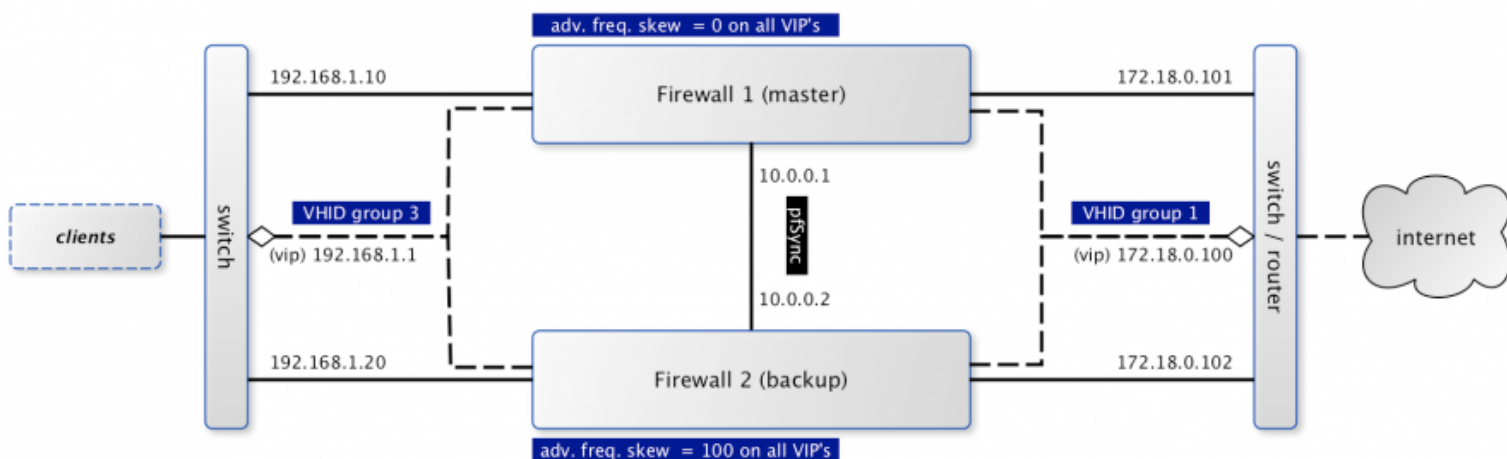 adv. freq. skew = 0 on all VIP's
192.168.1.10
Firewall 1 (master)
172.18.0.101
10.0.0.1
clients
switch
VHID group 3
(vip) 192.168.1.1
pfSync
VHID group 1
(vip) 172.18.0.100
switch / router
internet
10.0.0.2
192.168.1.20
Firewall 2 (backup)
172.18.0.102
adv. freq. skew = 100 on all VIP's